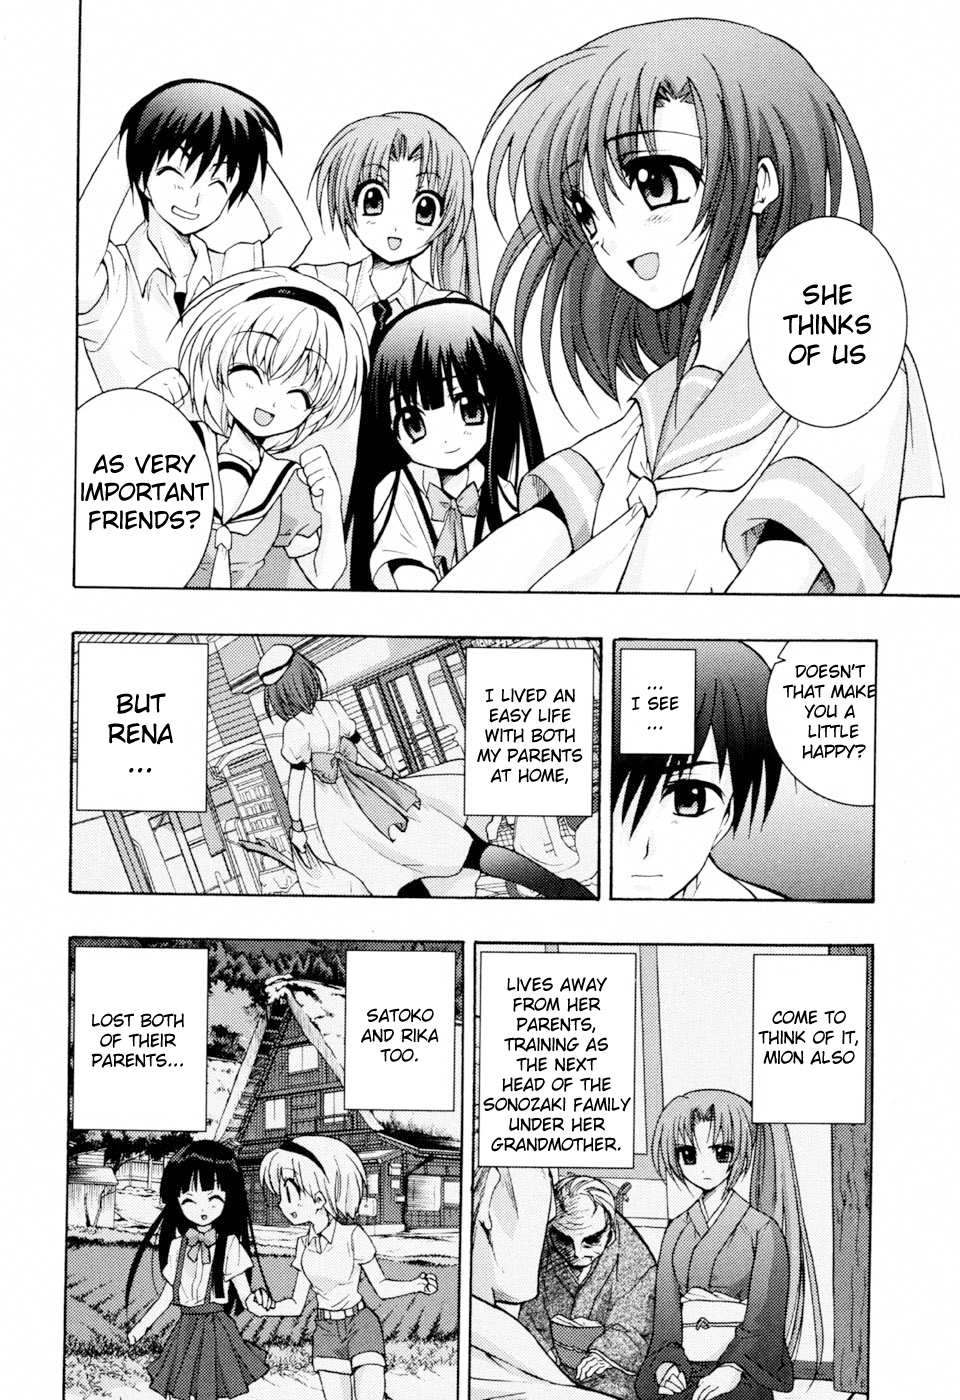 SHE
THINKS
OF US
AS VERY
IMPORTANT
FRIENDS?
DOESN'T
THAT MAKE
YOU A
LITTLE
HAPPY?
...
I SEE
...
I LIVED AN
EASY LIFE
WITH BOTH
MY PARENTS
AT HOME,
BUT
RENA
...
COME TO
THINK OF IT,
MION ALSO
LIVES AWAY
FROM HER
PARENTS,
TRAINING AS
THE NEXT
HEAD OF THE
SONOZAKI FAMILY
UNDER HER
GRANDMOTHER.
SATOKO
AND RIKA
TOO.
LOST BOTH
OF THEIR
PARENTS...